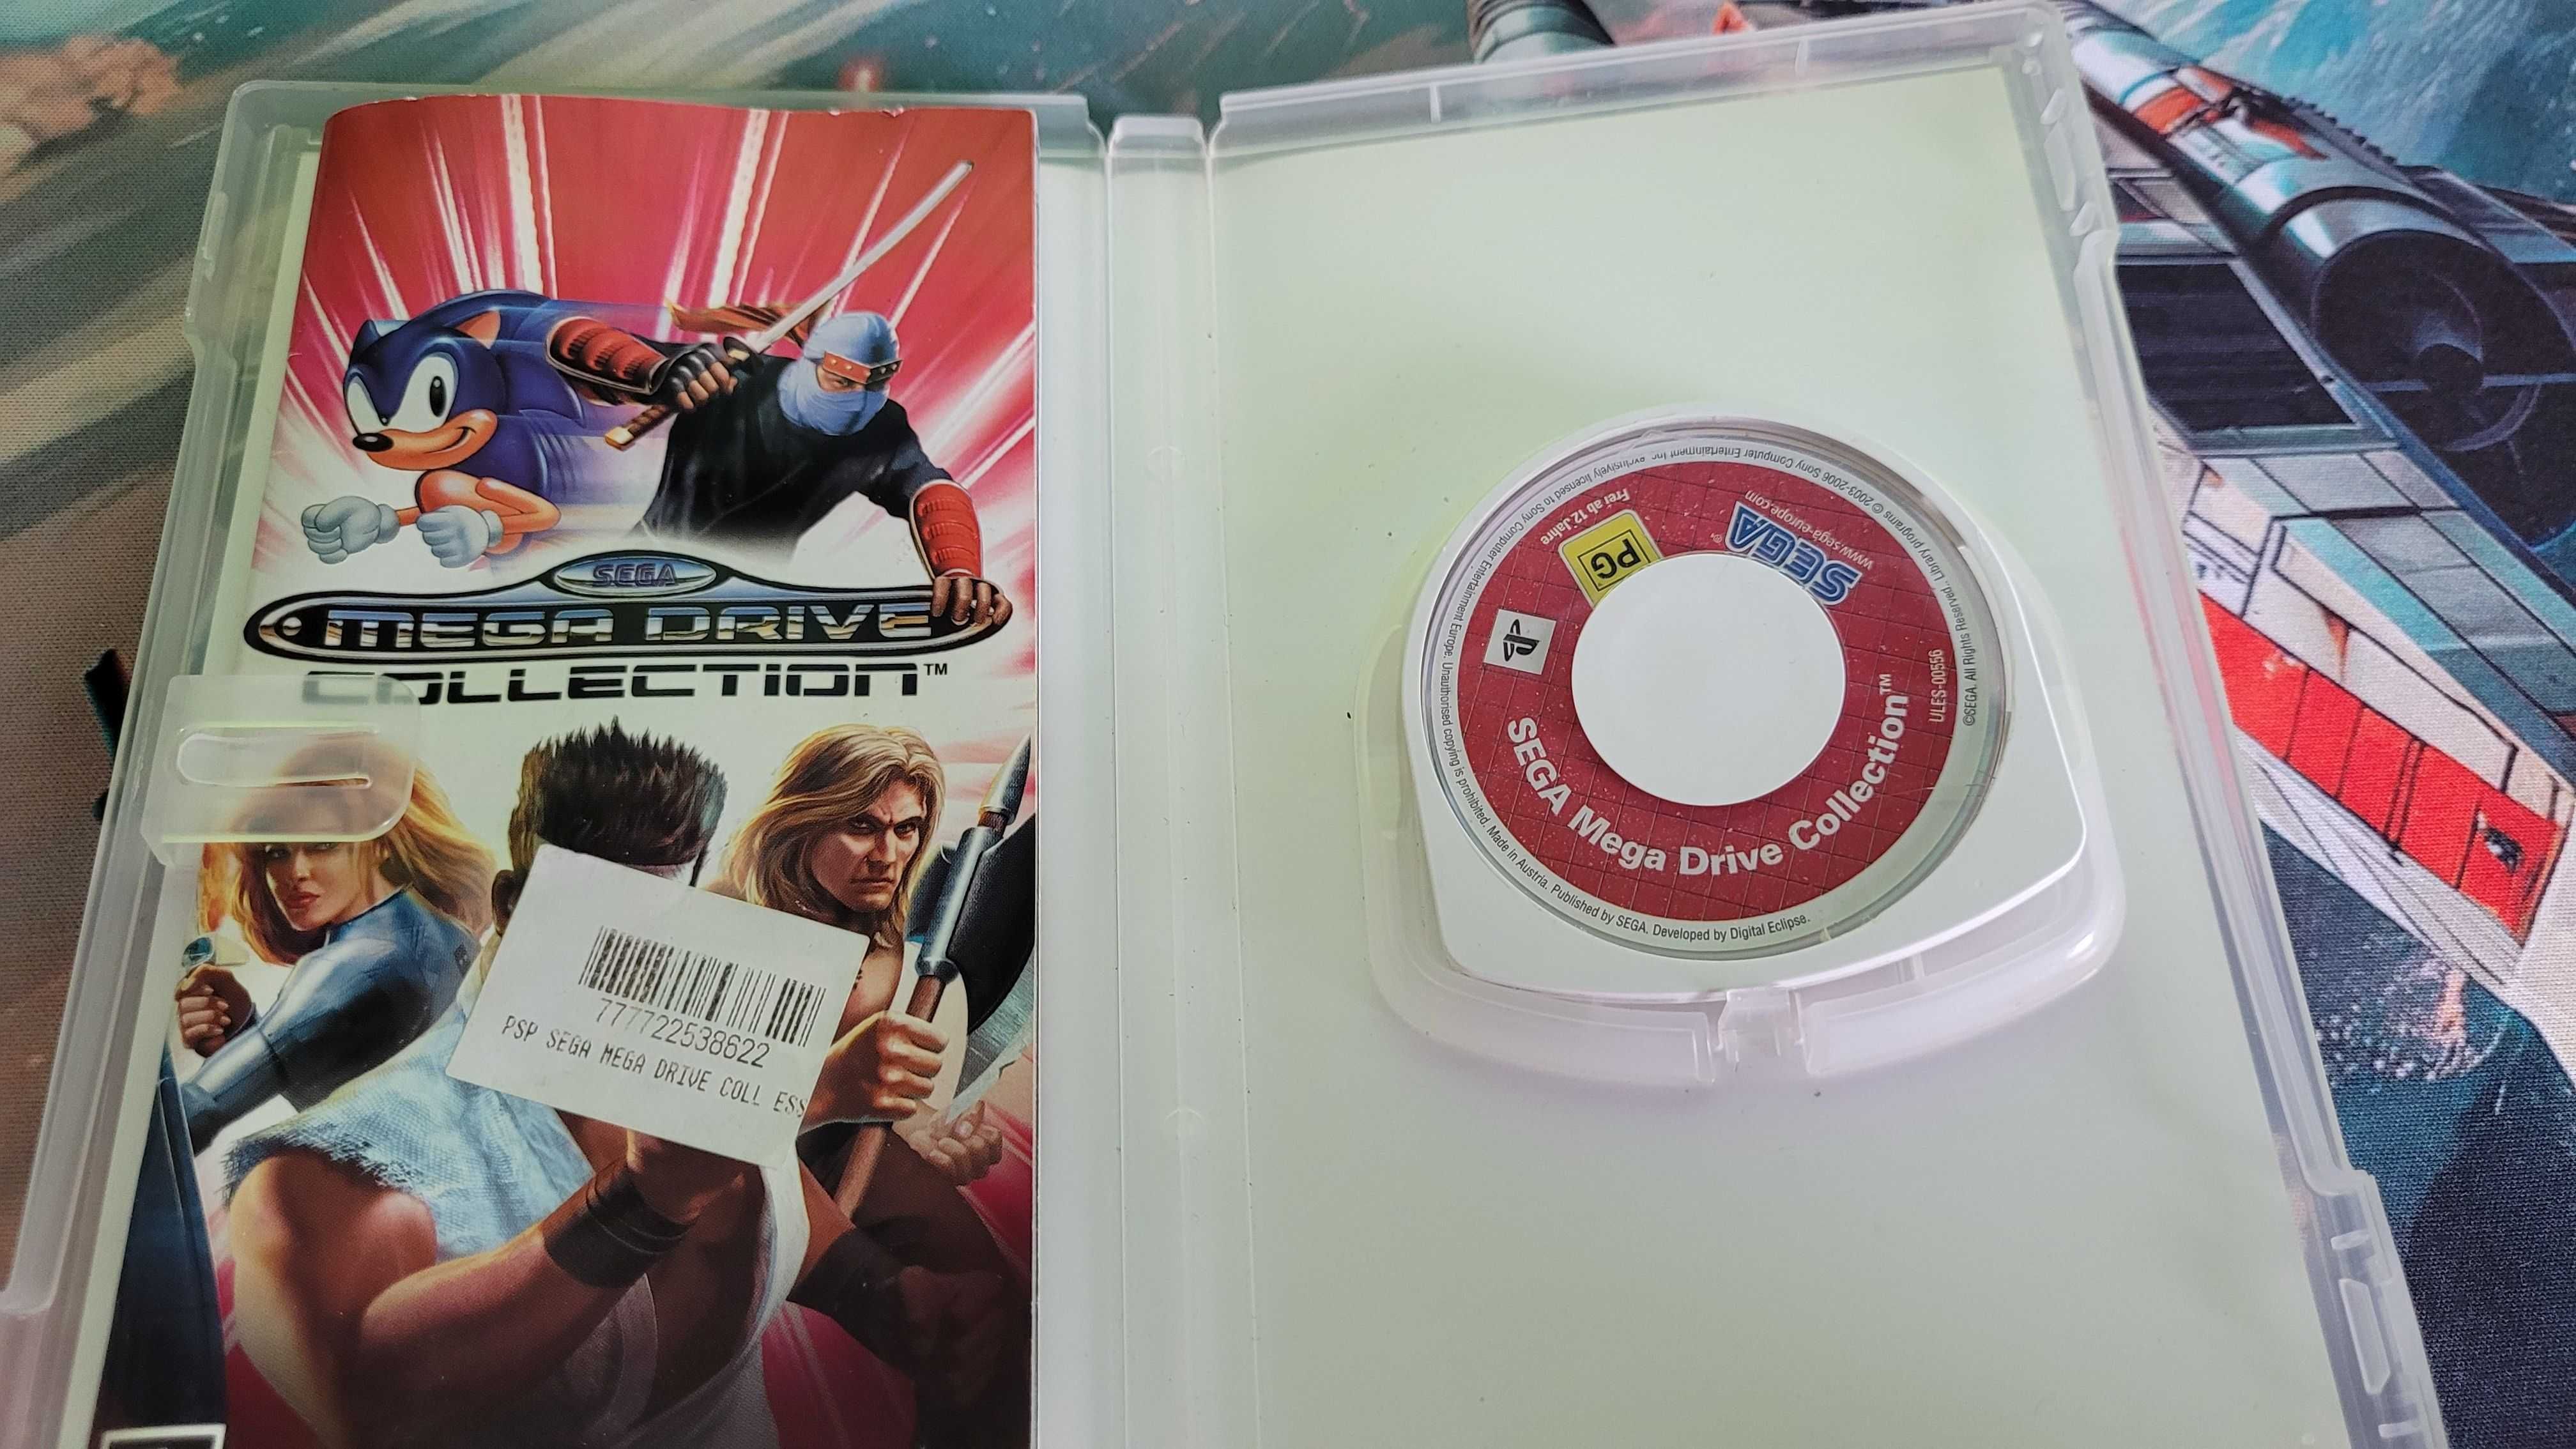 SEGA
MEGA DRIVE
COLLECTION™
777722538622
PSP SEGA MEGA DRIVE COLL ESS
Library programs © 2003-2006 Sony Computer Entertainment Inc. exclusively licensed to Sony Computer Entertainment Europe. Unauthorised copying is prohibited. Made in Austria. Published by SEGA. Developed by Digital Eclipse.
©SEGA. All Rights Reserved.
Frei ab 12 Jahre
PG
SEGA®
www.sega-europe.com
ULES-00556
SEGA Mega Drive Collection™